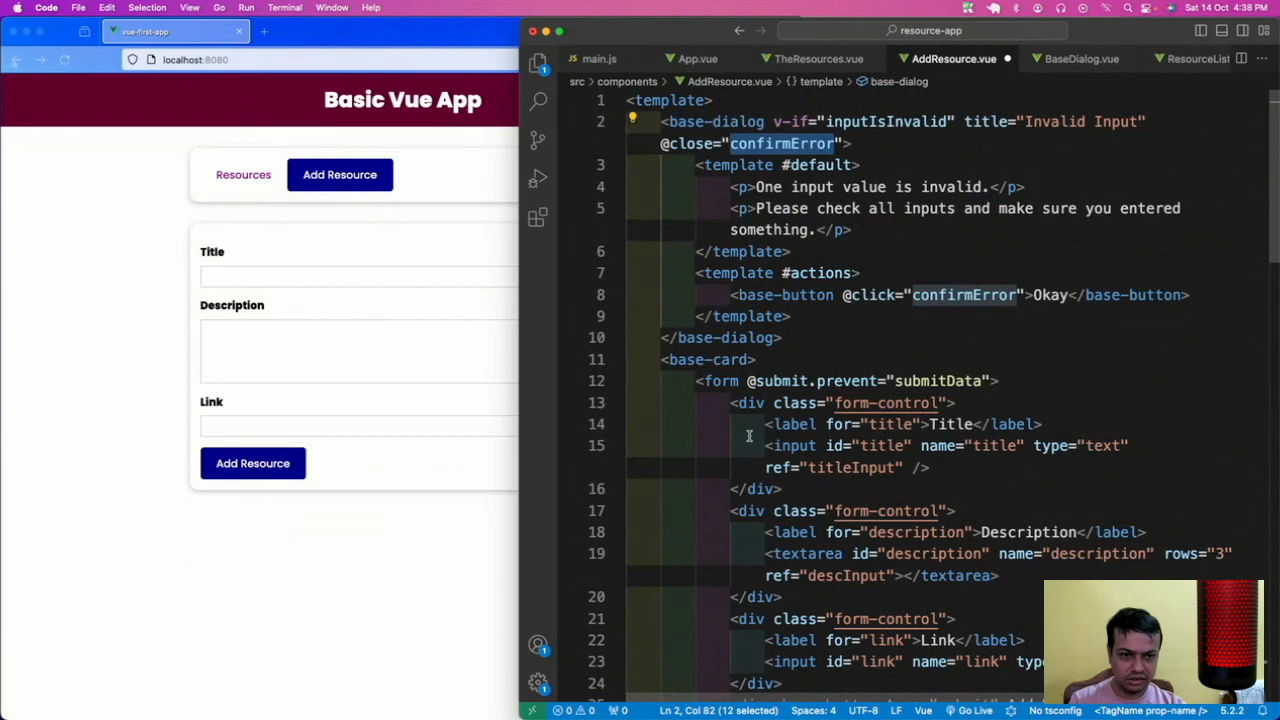 Code File Edit Selection View Go Run Terminal Window Help
Sat 14 Oct 4:38 PM
vue-first-app
localhost:8080
Basic Vue App
Resources
Add Resource
Title
Description
Link
Add Resource
resource-app
main.js App.vue TheResources.vue AddResource.vue BaseDialog.vue ResourceList
src > components > AddResource.vue > {} template > base-dialog
1 <template>
2 <base-dialog v-if="inputIsInvalid" title="Invalid Input"
@close="confirmError">
3 <template #default>
4 <p>One input value is invalid.</p>
5 <p>Please check all inputs and make sure you entered
something.</p>
6 </template>
7 <template #actions>
8 <base-button @click="confirmError">Okay</base-button>
9 </template>
10 </base-dialog>
11 <base-card>
12 <form @submit.prevent="submitData">
13 <div class="form-control">
14 <label for="title">Title</label>
15 <input id="title" name="title" type="text"
ref="titleInput" />
16 </div>
17 <div class="form-control">
18 <label for="description">Description</label>
19 <textarea id="description" name="description" rows="3"
ref="descInput"></textarea>
20 </div>
21 <div class="form-control">
22 <label for="link">Link</label>
23 <input id="link" name="link"
24 </div>
0 0 0 Ln 2, Col 82 (12 selected) Spaces: 4 UTF-8 LF Vue Go Live No tsconfig <TagName prop-name /> 5.2.2